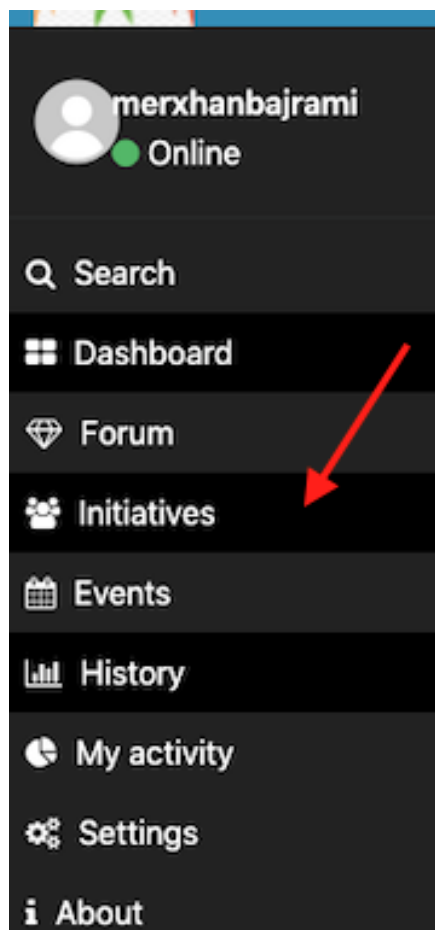 merxhanbajrami
Online
Search
Dashboard
Forum
Initiatives
Events
History
My activity
Settings
About